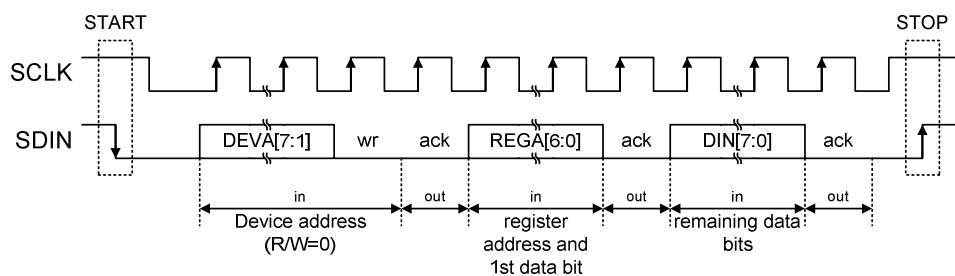 START
STOP
SCLK
SDIN
DEVA[7:1]
wr
ack
REGA[6:0]
ack
DIN[7:0]
ack
in
out
in
out
in
out
Device address
(R/W=0)
register
address and
1st data bit
remaining data
bits